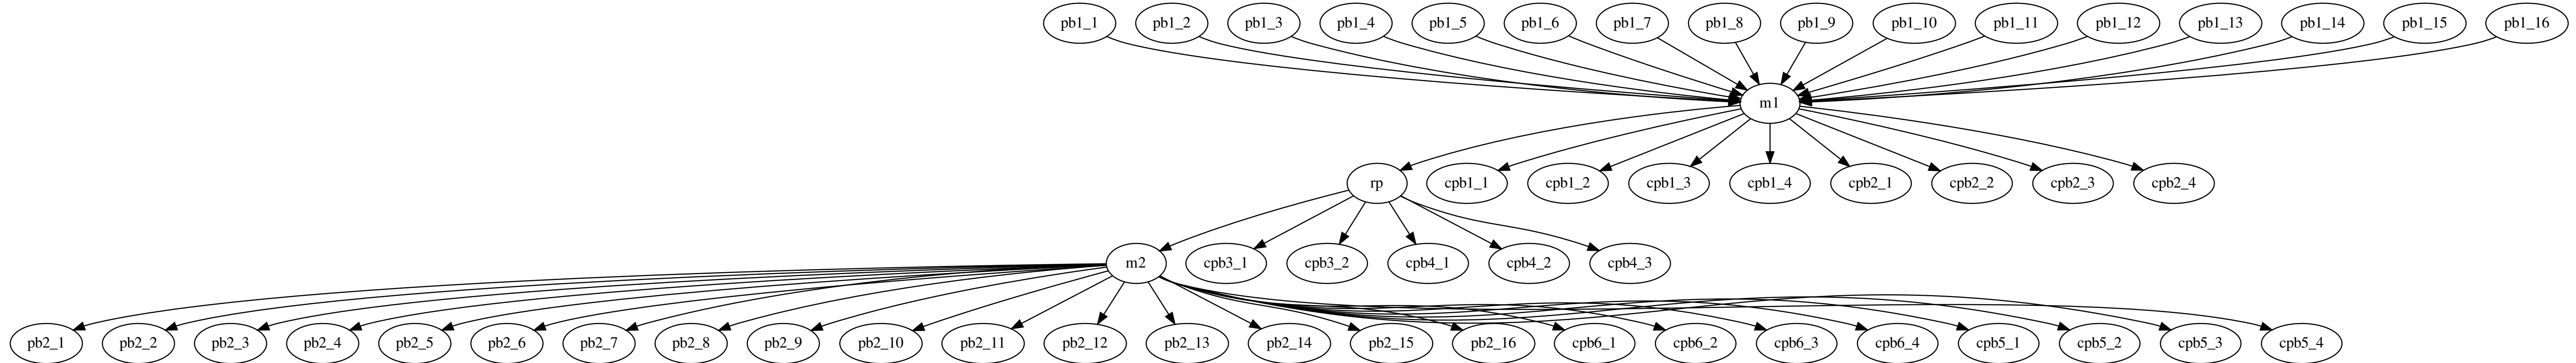 pb1_1 pb1_2 pb1_3 pb1_4 pb1_5 pb1_6 pb1_7 pb1_8 pb1_9 pb1_10 pb1_11 pb1_12 pb1_13 pb1_14 pb1_15 pb1_16
m1
rp cpb1_1 cpb1_2 cpb1_3 cpb1_4 cpb2_1 cpb2_2 cpb2_3 cpb2_4
m2 cpb3_1 cpb3_2 cpb4_1 cpb4_2 cpb4_3
pb2_1 pb2_2 pb2_3 pb2_4 pb2_5 pb2_6 pb2_7 pb2_8 pb2_9 pb2_10 pb2_11 pb2_12 pb2_13 pb2_14 pb2_15 pb2_16 cpb6_1 cpb6_2 cpb6_3 cpb6_4 cpb5_1 cpb5_2 cpb5_3 cpb5_4